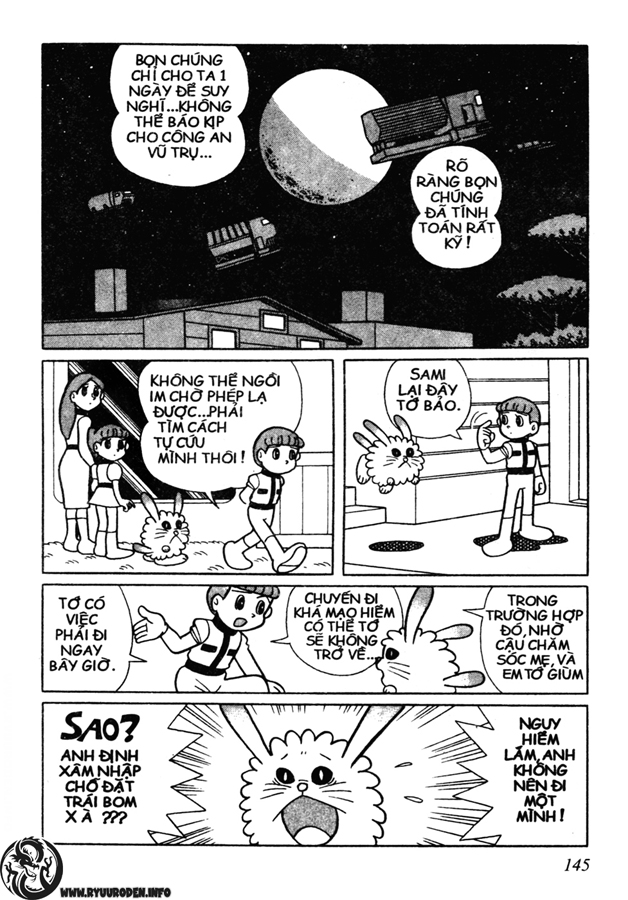 BỌN CHÚNG
CHỈ CHO TA 1
NGÀY ĐỂ SUY
NGHĨ...KHÔNG
THỂ BÁO KỊP
CHO CÔNG AN
VŨ TRỤ...
RÕ
RÀNG BỌN
CHÚNG
ĐÃ TÍNH
TOÁN RẤT
KỸ!
KHÔNG THỂ NGỒI
IM CHỜ PHÉP LẠ
ĐƯỢC...PHẢI
TÌM CÁCH
TỰ CỨU
MÌNH THÔI!
SAMI
LẠI ĐÂY
TỚ BẢO.
TỚ CÓ
VIỆC
PHẢI ĐI
NGAY
BÂY GIỜ.
CHUYẾN ĐI
KHÁ MẠO HIỂM
CÓ THỂ TỚ
SẼ KHÔNG
TRỞ VỀ...
TRONG
TRƯỜNG HỢP
ĐÓ, NHỜ
CẬU CHĂM
SÓC MẸ, VÀ
EM TỚ GIÙM
SAO?
ANH ĐỊNH
XÂM NHẬP
CHỖ ĐẶT
TRÁI BOM
X À ???
NGUY
HIỂM
LẮM, ANH
KHÔNG
NÊN ĐI
MỘT
MÌNH!
145
WWW.RYUURODEN.INFO